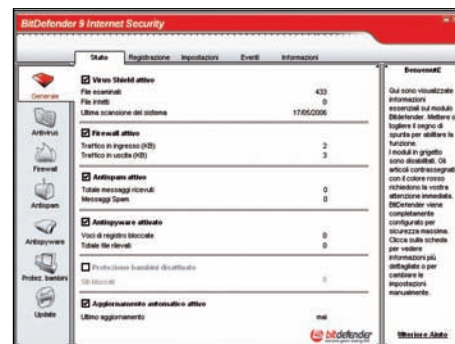 BitDefender 9 Internet Security
Stato Registrazione Impostazioni Eventi Informazioni
Generale
Antivirus
Firewall
Antispam
Antispyware
Protez. bambini
Update
Virus Shield attivo
File esaminati 433
File infetti 0
Ultima scansione del sistema 17/05/2006
Firewall attivo
Traffico in ingresso (KB) 2
Traffico in uscita (KB) 3
Antispam attivo
Totale messaggi ricevuti 0
Messaggi Spam 0
Antispyware attivato
Voci di registro bloccate 0
Totale file rilevati 0
Protezione bambini disattivato
Siti bloccati 0
Aggiornamento automatico attivo
Ultimo aggiornamento mai
bitdefender
Qui sono visualizzate
informazioni
essenziali sul modulo
Bitdefender. Mettere o
togliere il segno di
spunta per abilitare la
funzione.
I moduli in grigetto
sono disabilitati. Gli
articoli contrassegnati
con il colore rosso
richiedono la vostra
attenzione immediata.
BitDefender viene
completamente
configurato per
sicurezza massima.
Clicca sulla scheda
per vedere
informazioni più
dettagliate o per
cambiare le
impostazioni
manualmente.
Ulteriore Aiuto